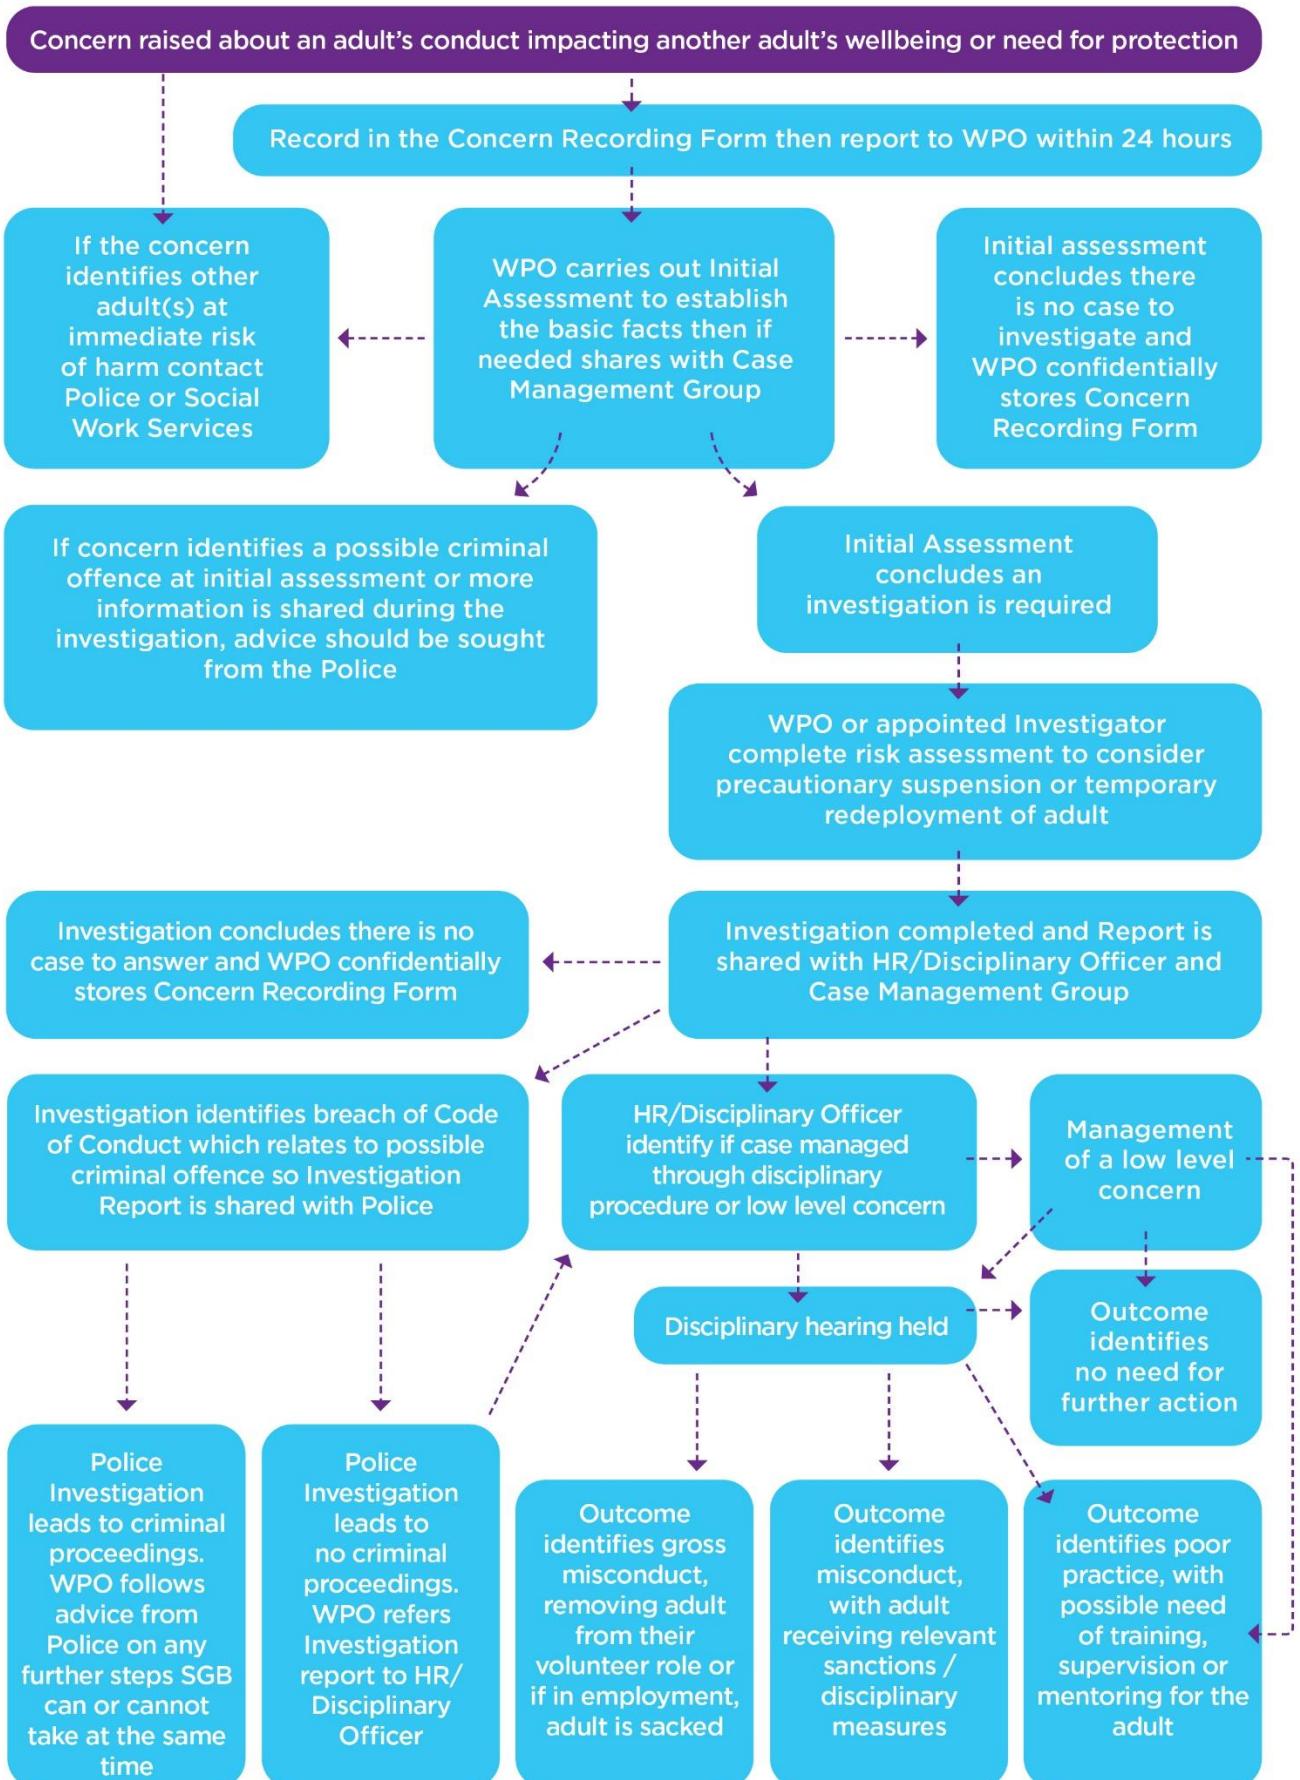 Concern raised about an adult's conduct impacting another adult's wellbeing or need for protection
Record in the Concern Recording Form then report to WPO within 24 hours
If the concern
identifies other
adult(s) at
immediate risk
of harm contact
Police or Social
Work Services
WPO carries out Initial
Assessment to establish
the basic facts then if
needed shares with Case
Management Group
Initial assessment
concludes there
is no case to
investigate and
WPO confidentially
stores Concern
Recording Form
If concern identifies a possible criminal
offence at initial assessment or more
information is shared during the
investigation, advice should be sought
from the Police
Initial Assessment
concludes an
investigation is required
WPO or appointed Investigator
complete risk assessment to consider
precautionary suspension or temporary
redeployment of adult
Investigation concludes there is no
case to answer and WPO confidentially
stores Concern Recording Form
Investigation completed and Report is
shared with HR/Disciplinary Officer and
Case Management Group
Investigation identifies breach of Code
of Conduct which relates to possible
criminal offence so Investigation
Report is shared with Police
HR/Disciplinary Officer
identify if case managed
through disciplinary
procedure or low level concern
Management
of a low level
concern
Disciplinary hearing held
Outcome
identifies
no need for
further action
Police
Investigation
leads to criminal
proceedings.
WPO follows
advice from
Police on any
further steps SGB
can or cannot
take at the same
time
Police
Investigation
leads to
no criminal
proceedings.
WPO refers
Investigation
report to HR/
Disciplinary
Officer
Outcome
identifies gross
misconduct,
removing adult
from their
volunteer role or
if in employment,
adult is sacked
Outcome
identifies
misconduct,
with adult
receiving relevant
sanctions /
disciplinary
measures
Outcome
identifies poor
practice, with
possible need
of training,
supervision or
mentoring for the
adult